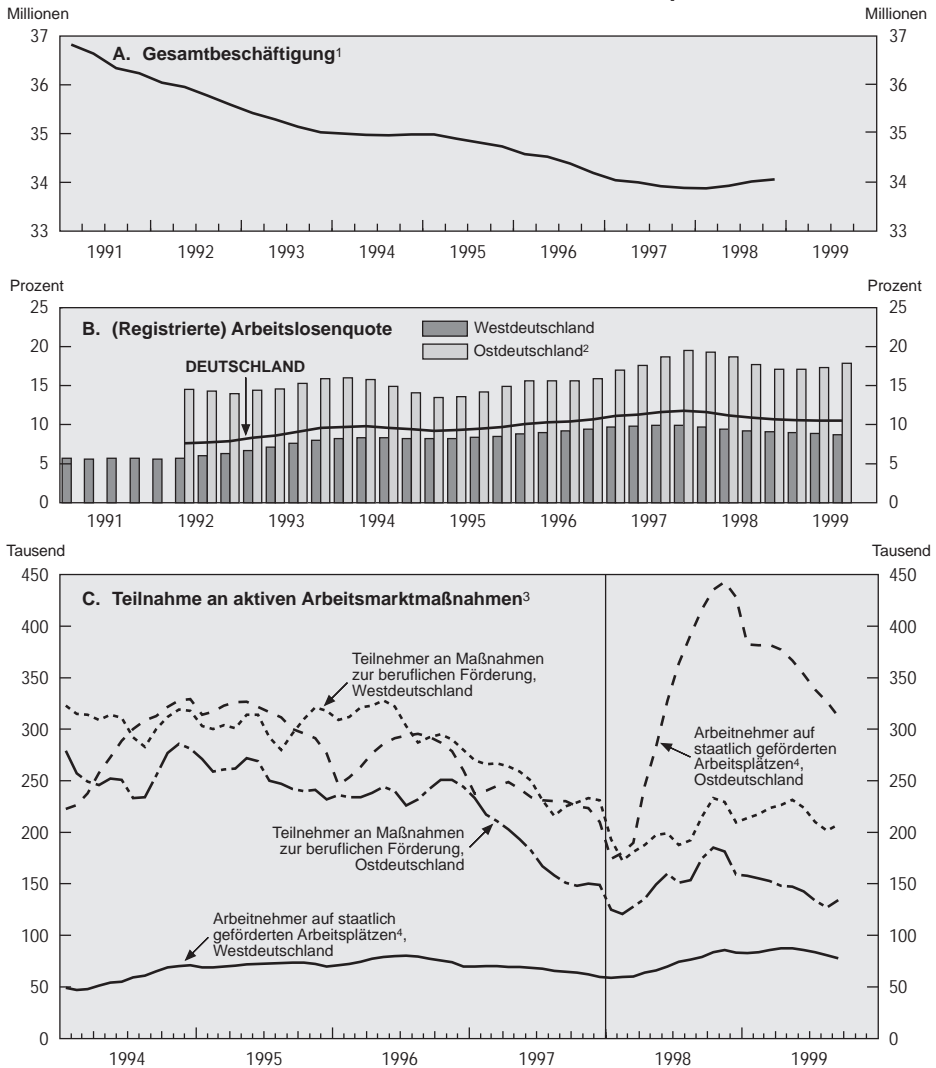 Millionen Millionen
37 A. Gesamtbeschäftigung¹ 37
36 36
35 35
34 34
33 33
1991 1992 1993 1994 1995 1996 1997 1998 1999
Prozent Prozent
25 25
B. (Registrierte) Arbeitslosenquote
Westdeutschland
Ostdeutschland²
20 20
DEUTSCHLAND
15 15
10 10
5 5
0 0
1991 1992 1993 1994 1995 1996 1997 1998 1999
Tausend Tausend
450 450
C. Teilnahme an aktiven Arbeitsmarktmaßnahmen³
400 400
Teilnehmer an Maßnahmen
zur beruflichen Förderung,
Westdeutschland
350 350
300 300
Arbeitnehmer auf
staatlich geförderten
Arbeitsplätzen⁴,
Ostdeutschland
250 250
200 200
Teilnehmer an Maßnahmen
zur beruflichen Förderung,
Ostdeutschland
150 150
100 100
Arbeitnehmer auf staatlich
geförderten Arbeitsplätzen⁴,
Westdeutschland
50 50
0 0
1994 1995 1996 1997 1998 1999